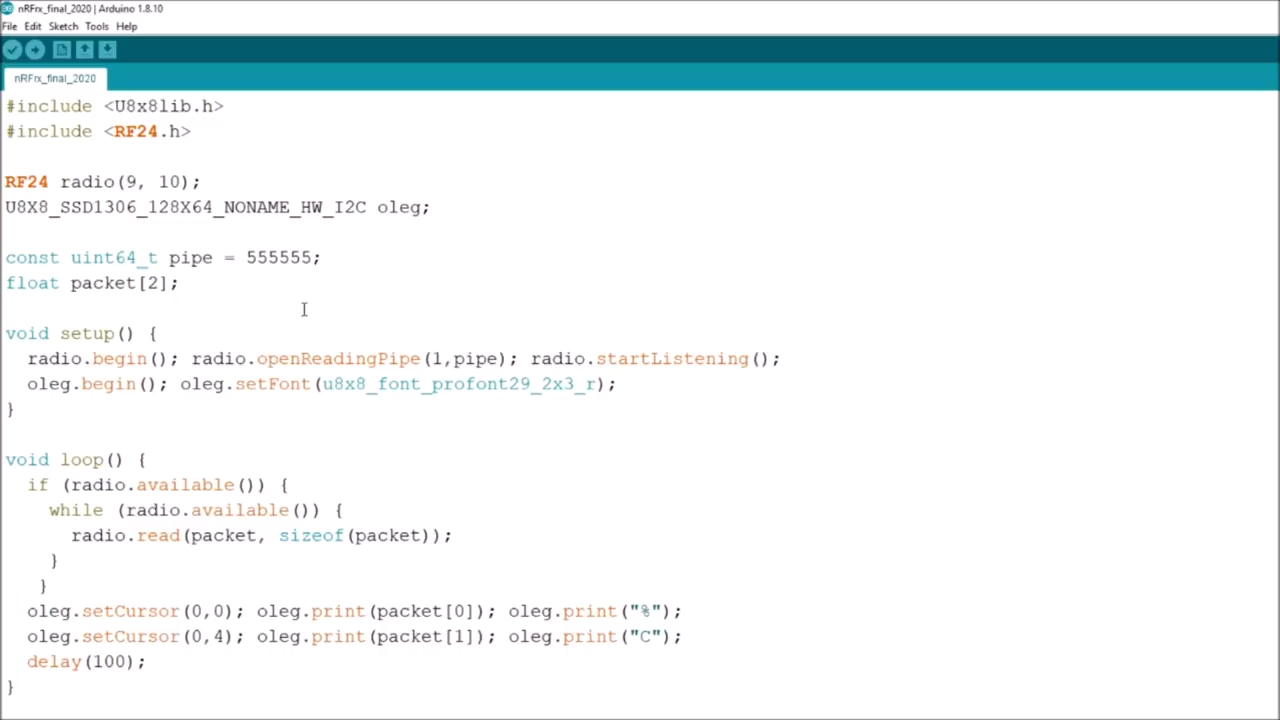 nRFrx_final_2020 | Arduino 1.8.10
File Edit Sketch Tools Help
nRFrx_final_2020
#include <U8x8lib.h>
#include <RF24.h>
RF24 radio(9, 10);
U8X8_SSD1306_128X64_NONAME_HW_I2C oleg;
const uint64_t pipe = 555555;
float packet[2];
void setup() {
  radio.begin(); radio.openReadingPipe(1,pipe); radio.startListening();
  oleg.begin(); oleg.setFont(u8x8_font_profont29_2x3_r);
}
void loop() {
  if (radio.available()) {
    while (radio.available()) {
      radio.read(packet, sizeof(packet));
    }
   }
  oleg.setCursor(0,0); oleg.print(packet[0]); oleg.print("%");
  oleg.setCursor(0,4); oleg.print(packet[1]); oleg.print("C");
  delay(100);
}